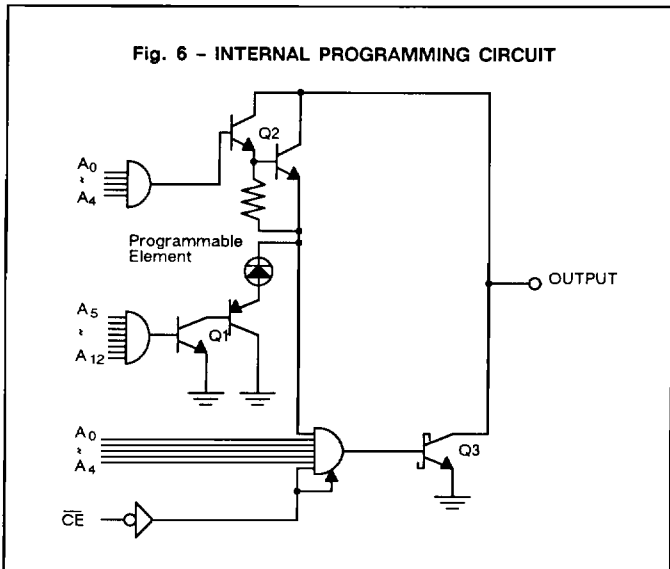 Fig. 6 – INTERNAL PROGRAMMING CIRCUIT
Q2
A0
~
A4
Programmable
Element
OUTPUT
A5
~
A12
Q1
A0
~
A4
Q3
CE